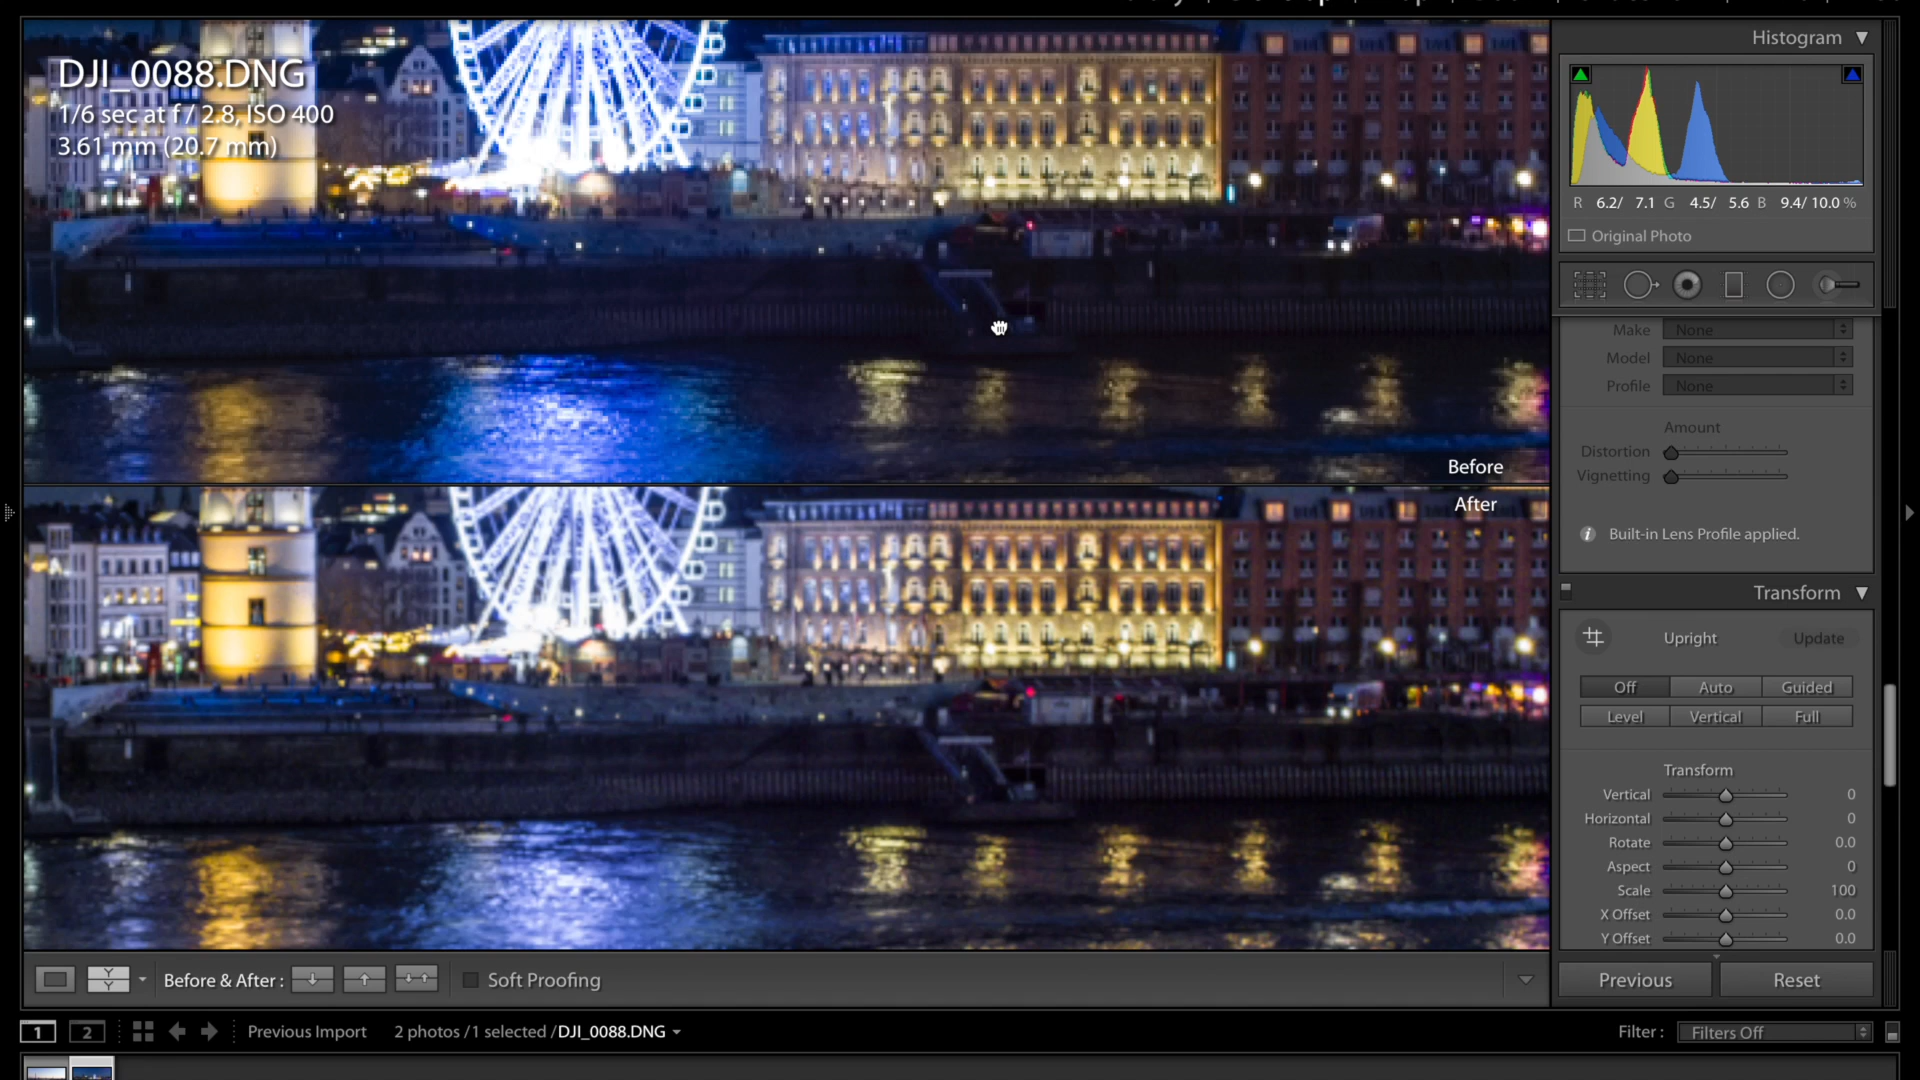 Histogram
DJI_0088.DNG
1/6 sec at f / 2.8, ISO 400
3.61 mm (20.7 mm)
R 6.2/ 7.1 G 4.5/ 5.6 B 9.4/ 10.0 %
Original Photo
Make None
Model None
Profile None
Amount
Distortion
Vignetting
Before
After
Built-in Lens Profile applied.
Transform
Upright Update
Off Auto Guided
Level Vertical Full
Transform
Vertical 0
Horizontal 0
Rotate 0.0
Aspect 0
Scale 100
X Offset 0.0
Y Offset 0.0
Y Y
Before & After :
Soft Proofing
Previous Reset
1 2 Previous Import 2 photos /1 selected /DJI_0088.DNG
Filter : Filters Off